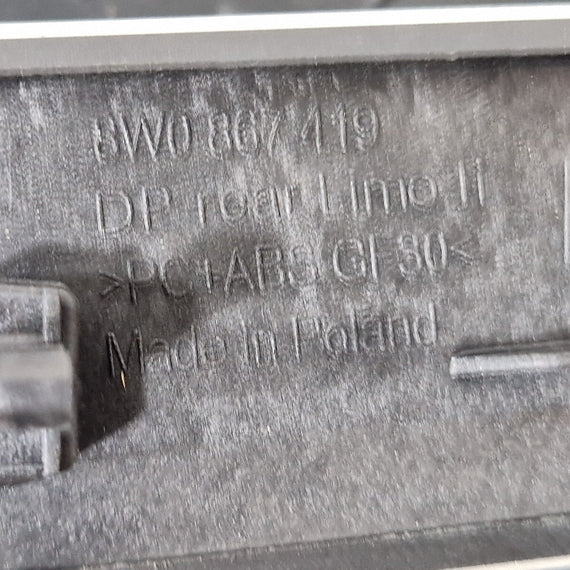 8W0 867 419
DP rear Limo li
>PC+ABS GF30<
Made in Poland